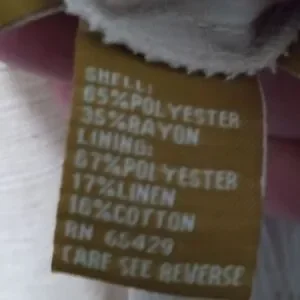 SHELL:
65%POLYESTER
35%RAYON
LINING:
67%POLYESTER
17%LINEN
16%COTTON
RN 65429
CARE SEE REVERSE